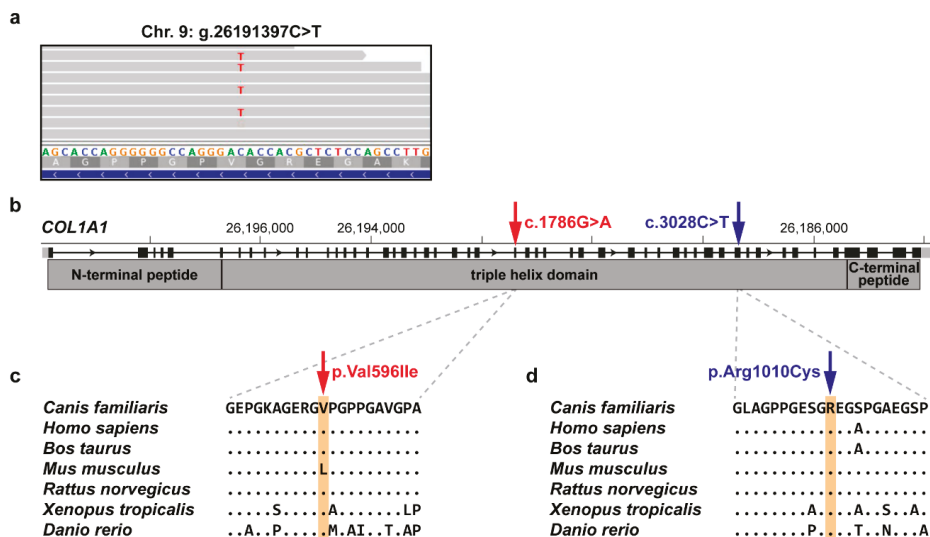 a
Chr. 9: g.26191397C>T
T
T
T
T
AGCACCAGGGGGGCCAGGGACACCACGCTCTCCAGCCTTG
A G P P G P V G R E G A K
b
COL1A1
26,196,000 26,194,000 c.1786G>A c.3028C>T 26,186,000
N-terminal peptide triple helix domain C-terminal peptide
c
p.Val596Ile
Canis familiaris GEPGKAGERGVPGPPGAVGPA
Homo sapiens .....................
Bos taurus .....................
Mus musculus ..........L..........
Rattus norvegicus .....................
Xenopus tropicalis .....S.....A.......LP
Danio rerio ..A..P.....M.AI..T.AP
d
p.Arg1010Cys
Canis familiaris GLAGPPGESGREGSPGAEGSP
Homo sapiens .............A.......
Bos taurus .............A.......
Mus musculus .....................
Rattus norvegicus .....................
Xenopus tropicalis ........A....A..S..A.
Danio rerio ........P....T..N...A